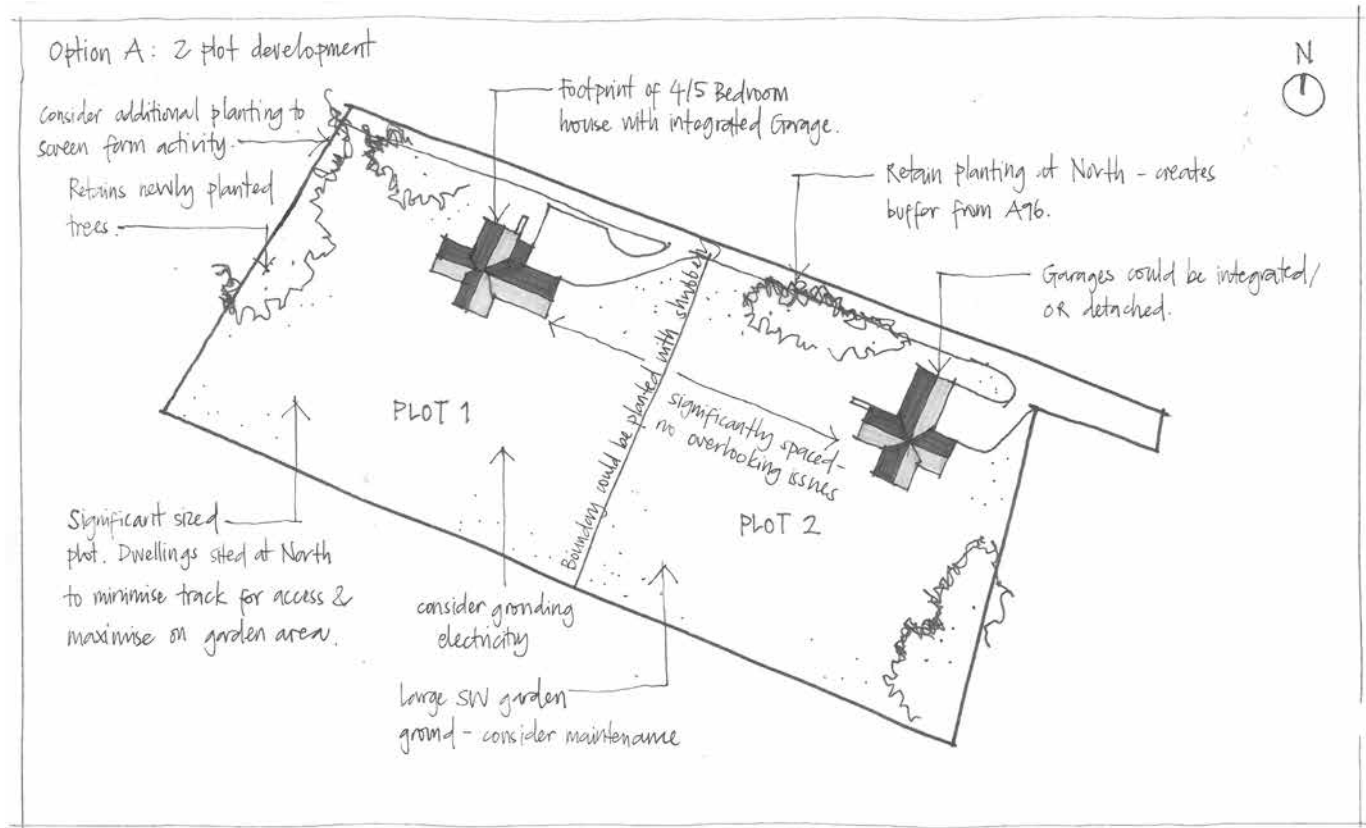 Option A: 2 plot development
N
Consider additional planting to
screen farm activity.
Retains newly planted
trees.
Footprint of 4/5 Bedroom
house with integrated Garage.
Retain planting at North - creates
buffer from A96.
Garages could be integrated/
OR detached.
PLOT 1
Boundary could be planted with shrubbery
significantly spaced -
no overlooking issues
PLOT 2
Significant sized
plot. Dwellings sited at North
to minimise track for access &
maximise on garden area.
consider gronding
electricity
Large SW garden
ground - consider maintenance